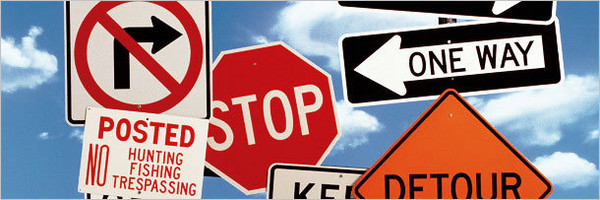 POSTED
NO HUNTING
FISHING
TRESPASSING
STOP
ONE WAY
DETOUR